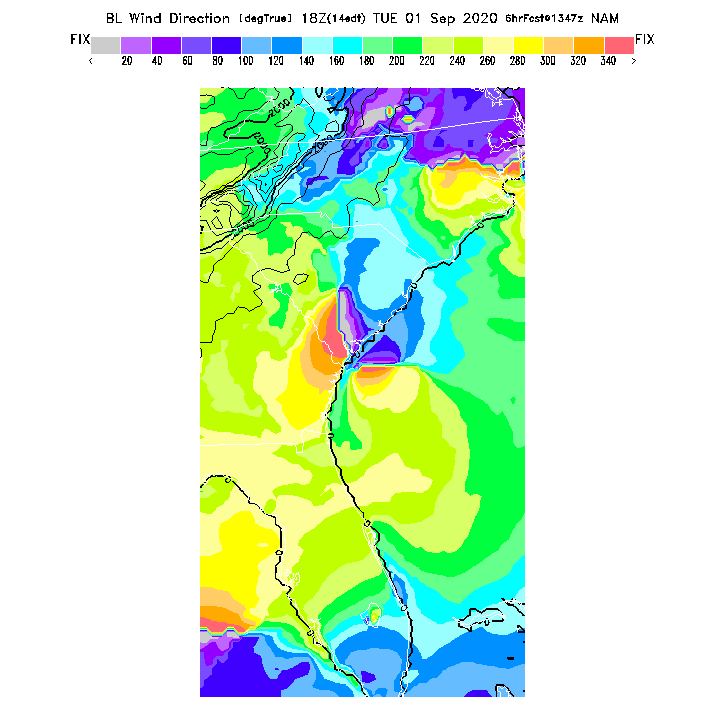 BL Wind Direction [degTrue] 18Z(14edt) TUE 01 Sep 2020 6hrFcst@1347z NAM
FIX FIX
< 20 40 60 80 100 120 140 160 180 200 220 240 260 280 300 320 340 >
2000